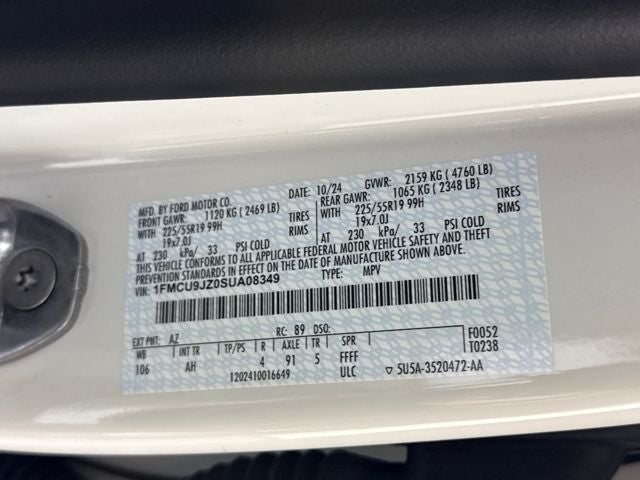 MFD. BY FORD MOTOR CO.
DATE: 10/24 GVWR: 2159 KG ( 4760 LB)
FRONT GAWR: 1120 KG ( 2469 LB) REAR GAWR: 1065 KG ( 2348 LB)
WITH 225/55R19 99H TIRES WITH 225/55R19 99H TIRES
19x7.0J RIMS 19x7.0J RIMS
AT 230 kPa/ 33 PSI COLD AT 230 kPa/ 33 PSI COLD
THIS VEHICLE CONFORMS TO ALL APPLICABLE FEDERAL MOTOR VEHICLE SAFETY AND THEFT
PREVENTION STANDARDS IN EFFECT ON THE DATE OF MANUFACTURE SHOWN ABOVE.
VIN: 1FMCU9JZ0SUA08349
TYPE: MPV
F0052
T0238
EXT PNT: AZ RC: 89 DSO:
WB INT TR TP/PS R AXLE TR SPR
106 AH 4 91 5 FFFF
ULC
1202410016649
▽ SU5A-3520472-AA